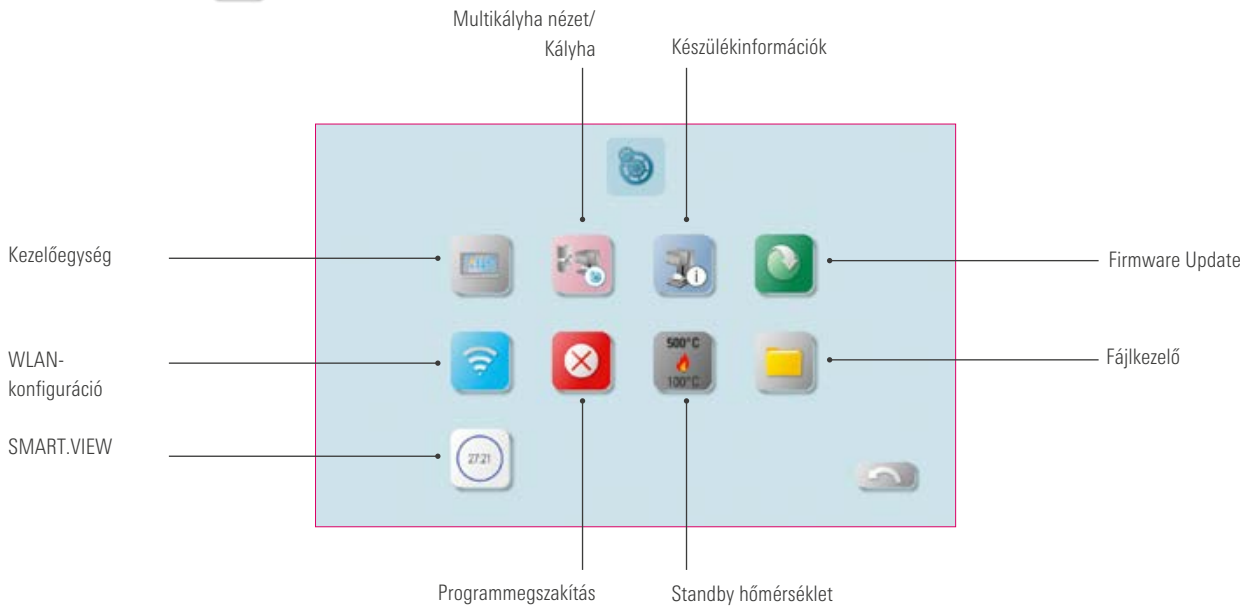 Multikályha nézet/
Kályha
Készülékinformációk
Kezelőegység
Firmware Update
WLAN-
konfiguráció
500°C
100°C
Fájlkezelő
SMART.VIEW
27:21
Programmegszakítás
Standby hőmérséklet